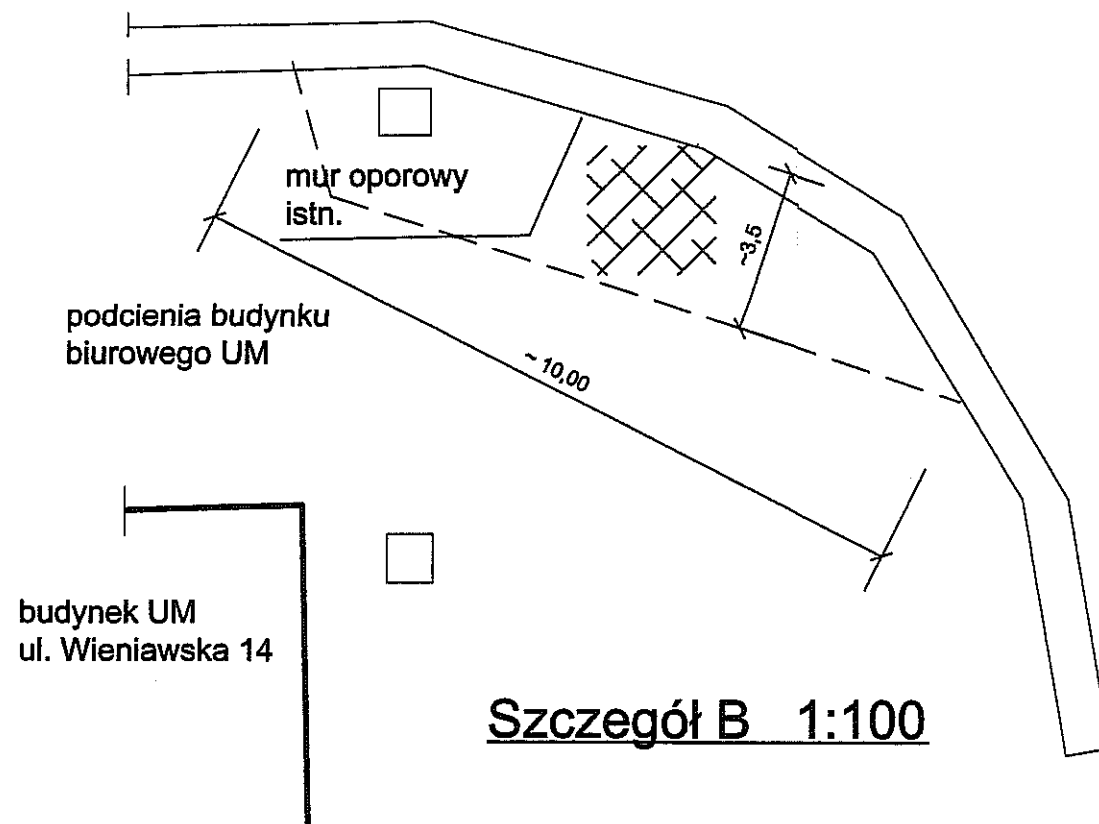 mur oporowy
istn.
~3,5
podcienia budynku
biurowego UM
~ 10,00
budynek UM
ul. Wieniawska 14
Szczegół B 1:100